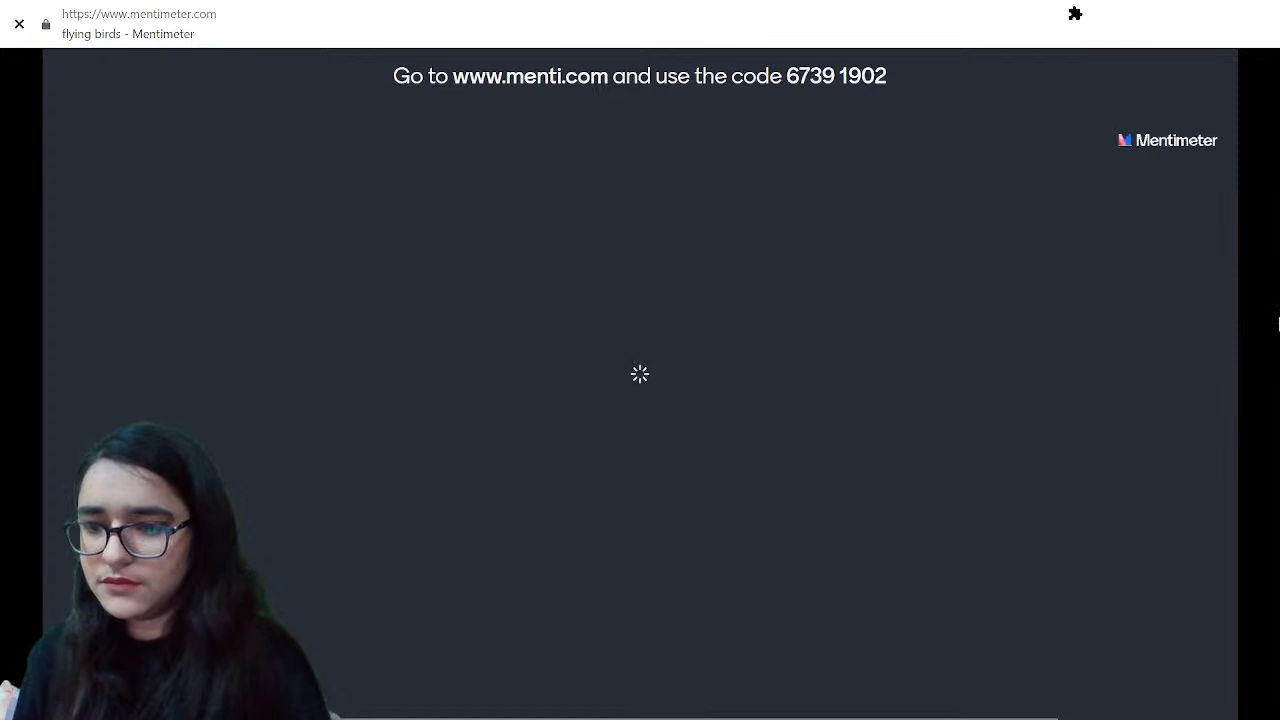 https://www.mentimeter.com
flying birds - Mentimeter
Go to www.menti.com and use the code 6739 1902
Mentimeter